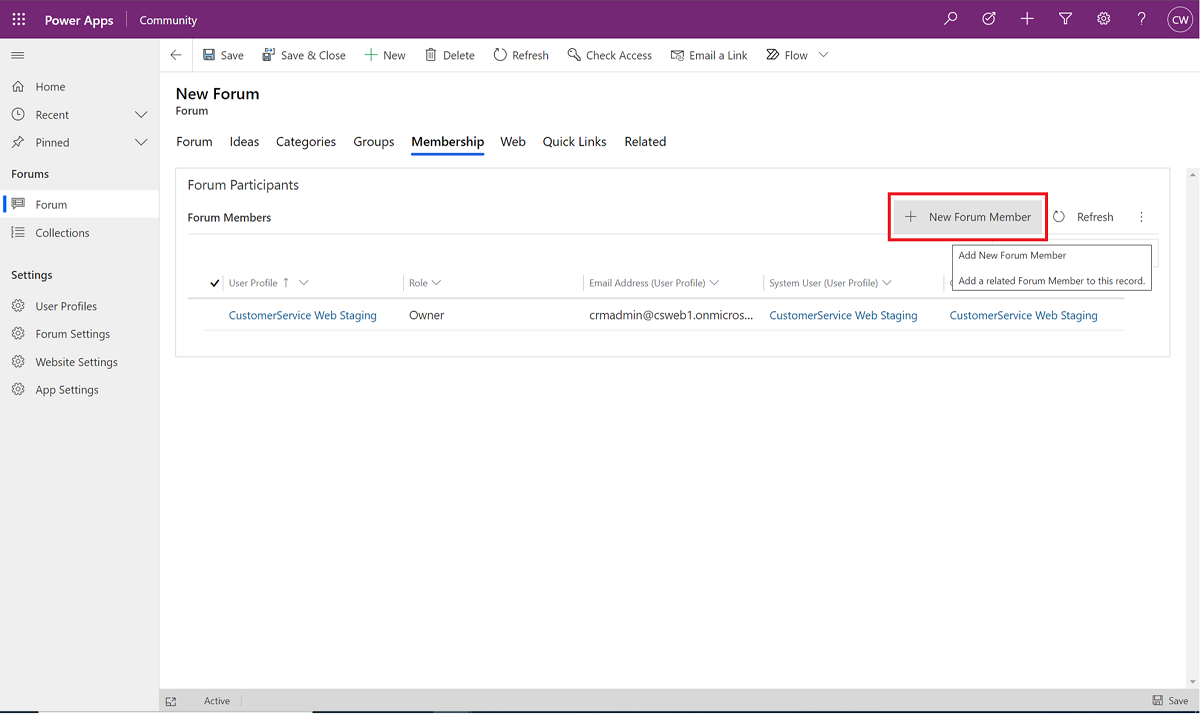 Power Apps Community CW
Save Save & Close New Delete Refresh Check Access Email a Link Flow
Home
Recent
Pinned
Forums
Forum
Collections
Settings
User Profiles
Forum Settings
Website Settings
App Settings
New Forum
Forum
Forum Ideas Categories Groups Membership Web Quick Links Related
Forum Participants
Forum Members
New Forum Member Refresh
Add New Forum Member
Add a related Forum Member to this record.
User Profile Role Email Address (User Profile) System User (User Profile)
CustomerService Web Staging Owner crmadmin@csweb1.onmicros... CustomerService Web Staging CustomerService Web Staging
Active Save